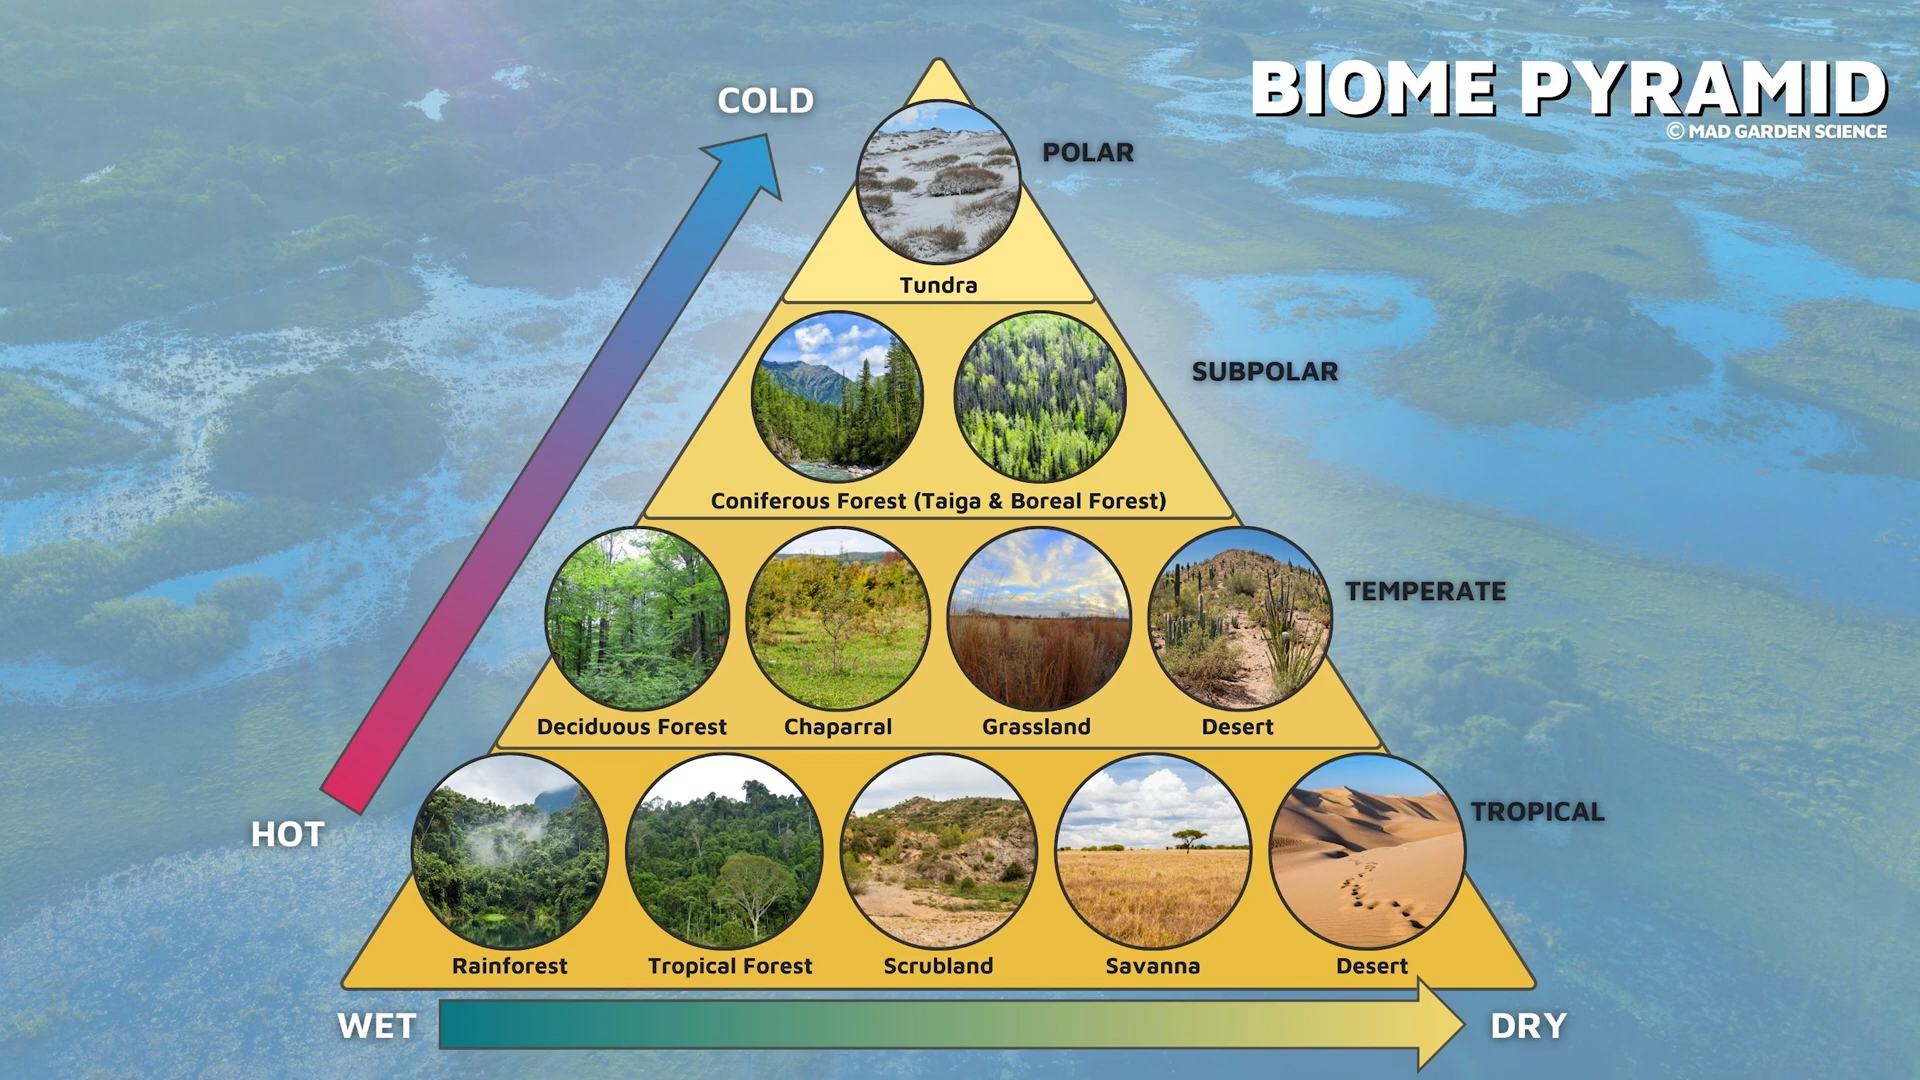 BIOME PYRAMID
© MAD GARDEN SCIENCE
COLD
POLAR
Tundra
SUBPOLAR
Coniferous Forest (Taiga & Boreal Forest)
TEMPERATE
Deciduous Forest
Chaparral
Grassland
Desert
HOT
TROPICAL
Rainforest
Tropical Forest
Scrubland
Savanna
Desert
WET
DRY